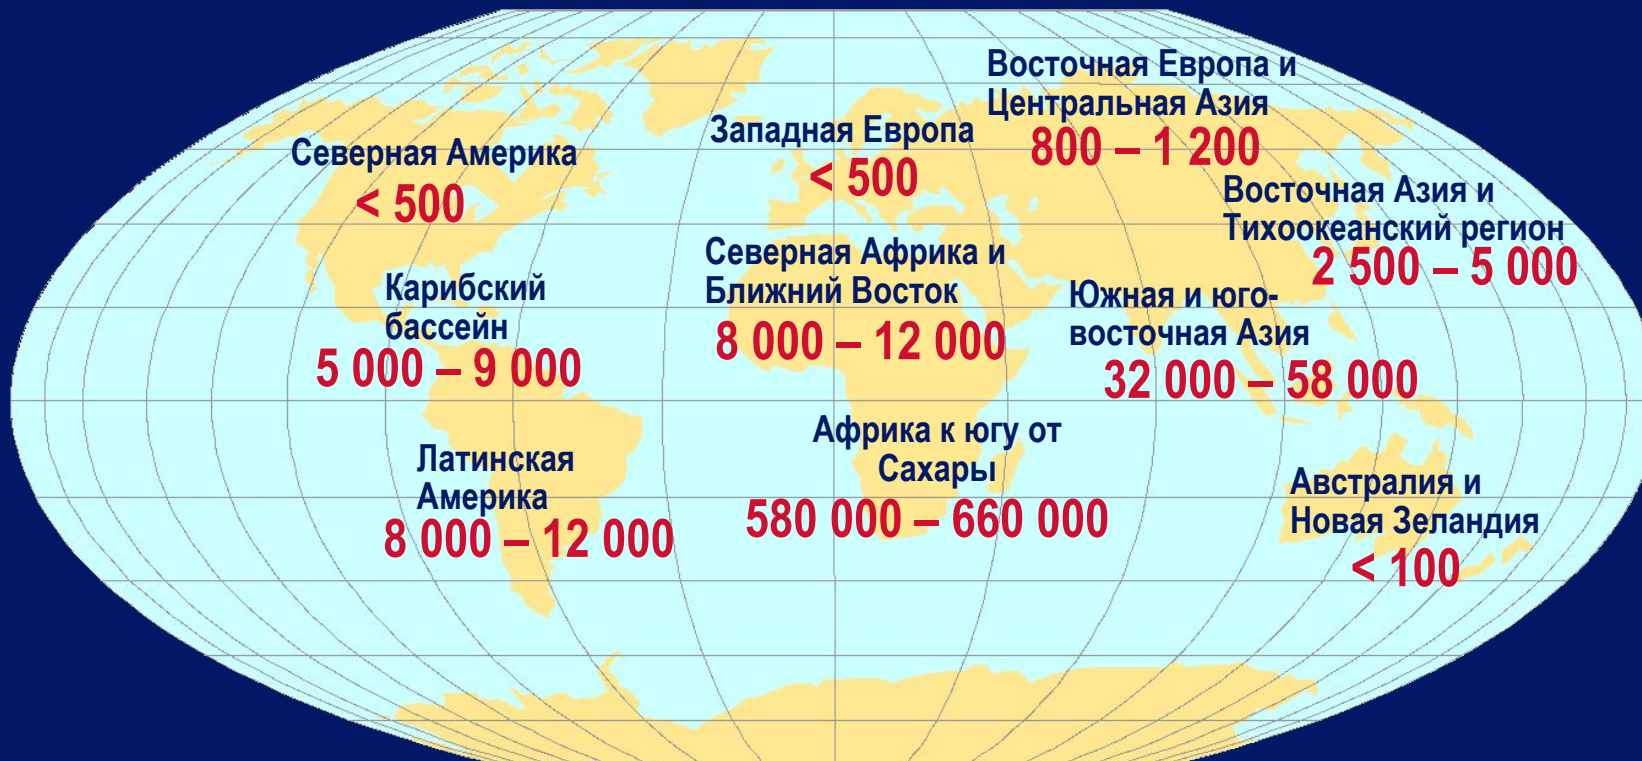 Восточная Европа и
Центральная Азия
800 – 1 200
Западная Европа
< 500
Северная Америка
< 500
Восточная Азия и
Тихоокеанский регион
2 500 – 5 000
Северная Африка и
Ближний Восток
8 000 – 12 000
Карибский
бассейн
5 000 – 9 000
Южная и юго-
восточная Азия
32 000 – 58 000
Африка к югу от
Сахары
580 000 – 660 000
Латинская
Америка
8 000 – 12 000
Австралия и
Новая Зеландия
< 100